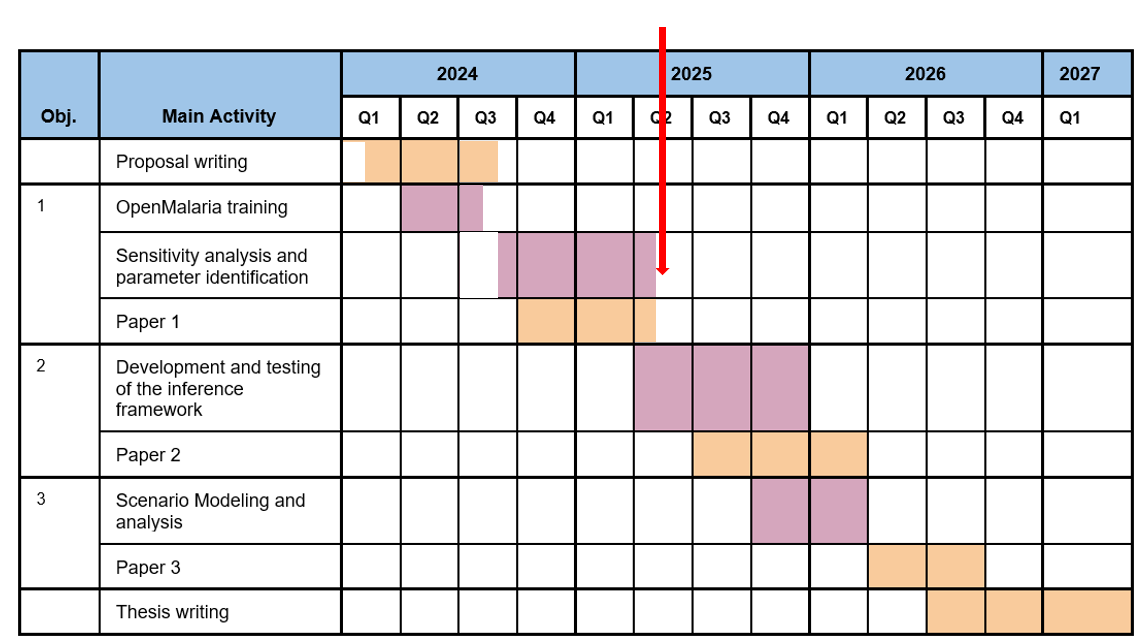 2024 2025 2026 2027
Obj. Main Activity Q1 Q2 Q3 Q4 Q1 Q2 Q3 Q4 Q1 Q2 Q3 Q4 Q1
Proposal writing
1 OpenMalaria training
Sensitivity analysis and
parameter identification
Paper 1
2 Development and testing
of the inference
framework
Paper 2
3 Scenario Modeling and
analysis
Paper 3
Thesis writing